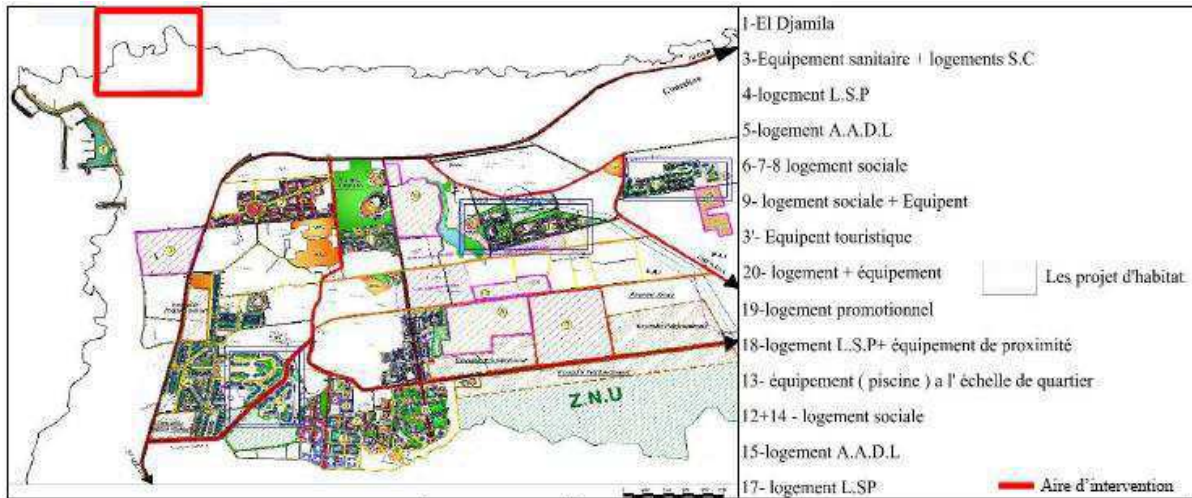 1-El Djamila
3-Equipement sanitaire + logements S.C
4-logement L.S.P
5-logement A.A.D.L
6-7-8 logement sociale
9- logement sociale + Equipent
3'- Equipent touristique
20- logement + équipement
Les projet d'habitat
19-logement promotionnel
18-logement L.S.P+ équipement de proximité
13- équipement ( piscine ) a l' échelle de quartier
12+14 - logement sociale
15-logement A.A.D.L
17- logement L.SP
Aire d'intervention
Z.N.U